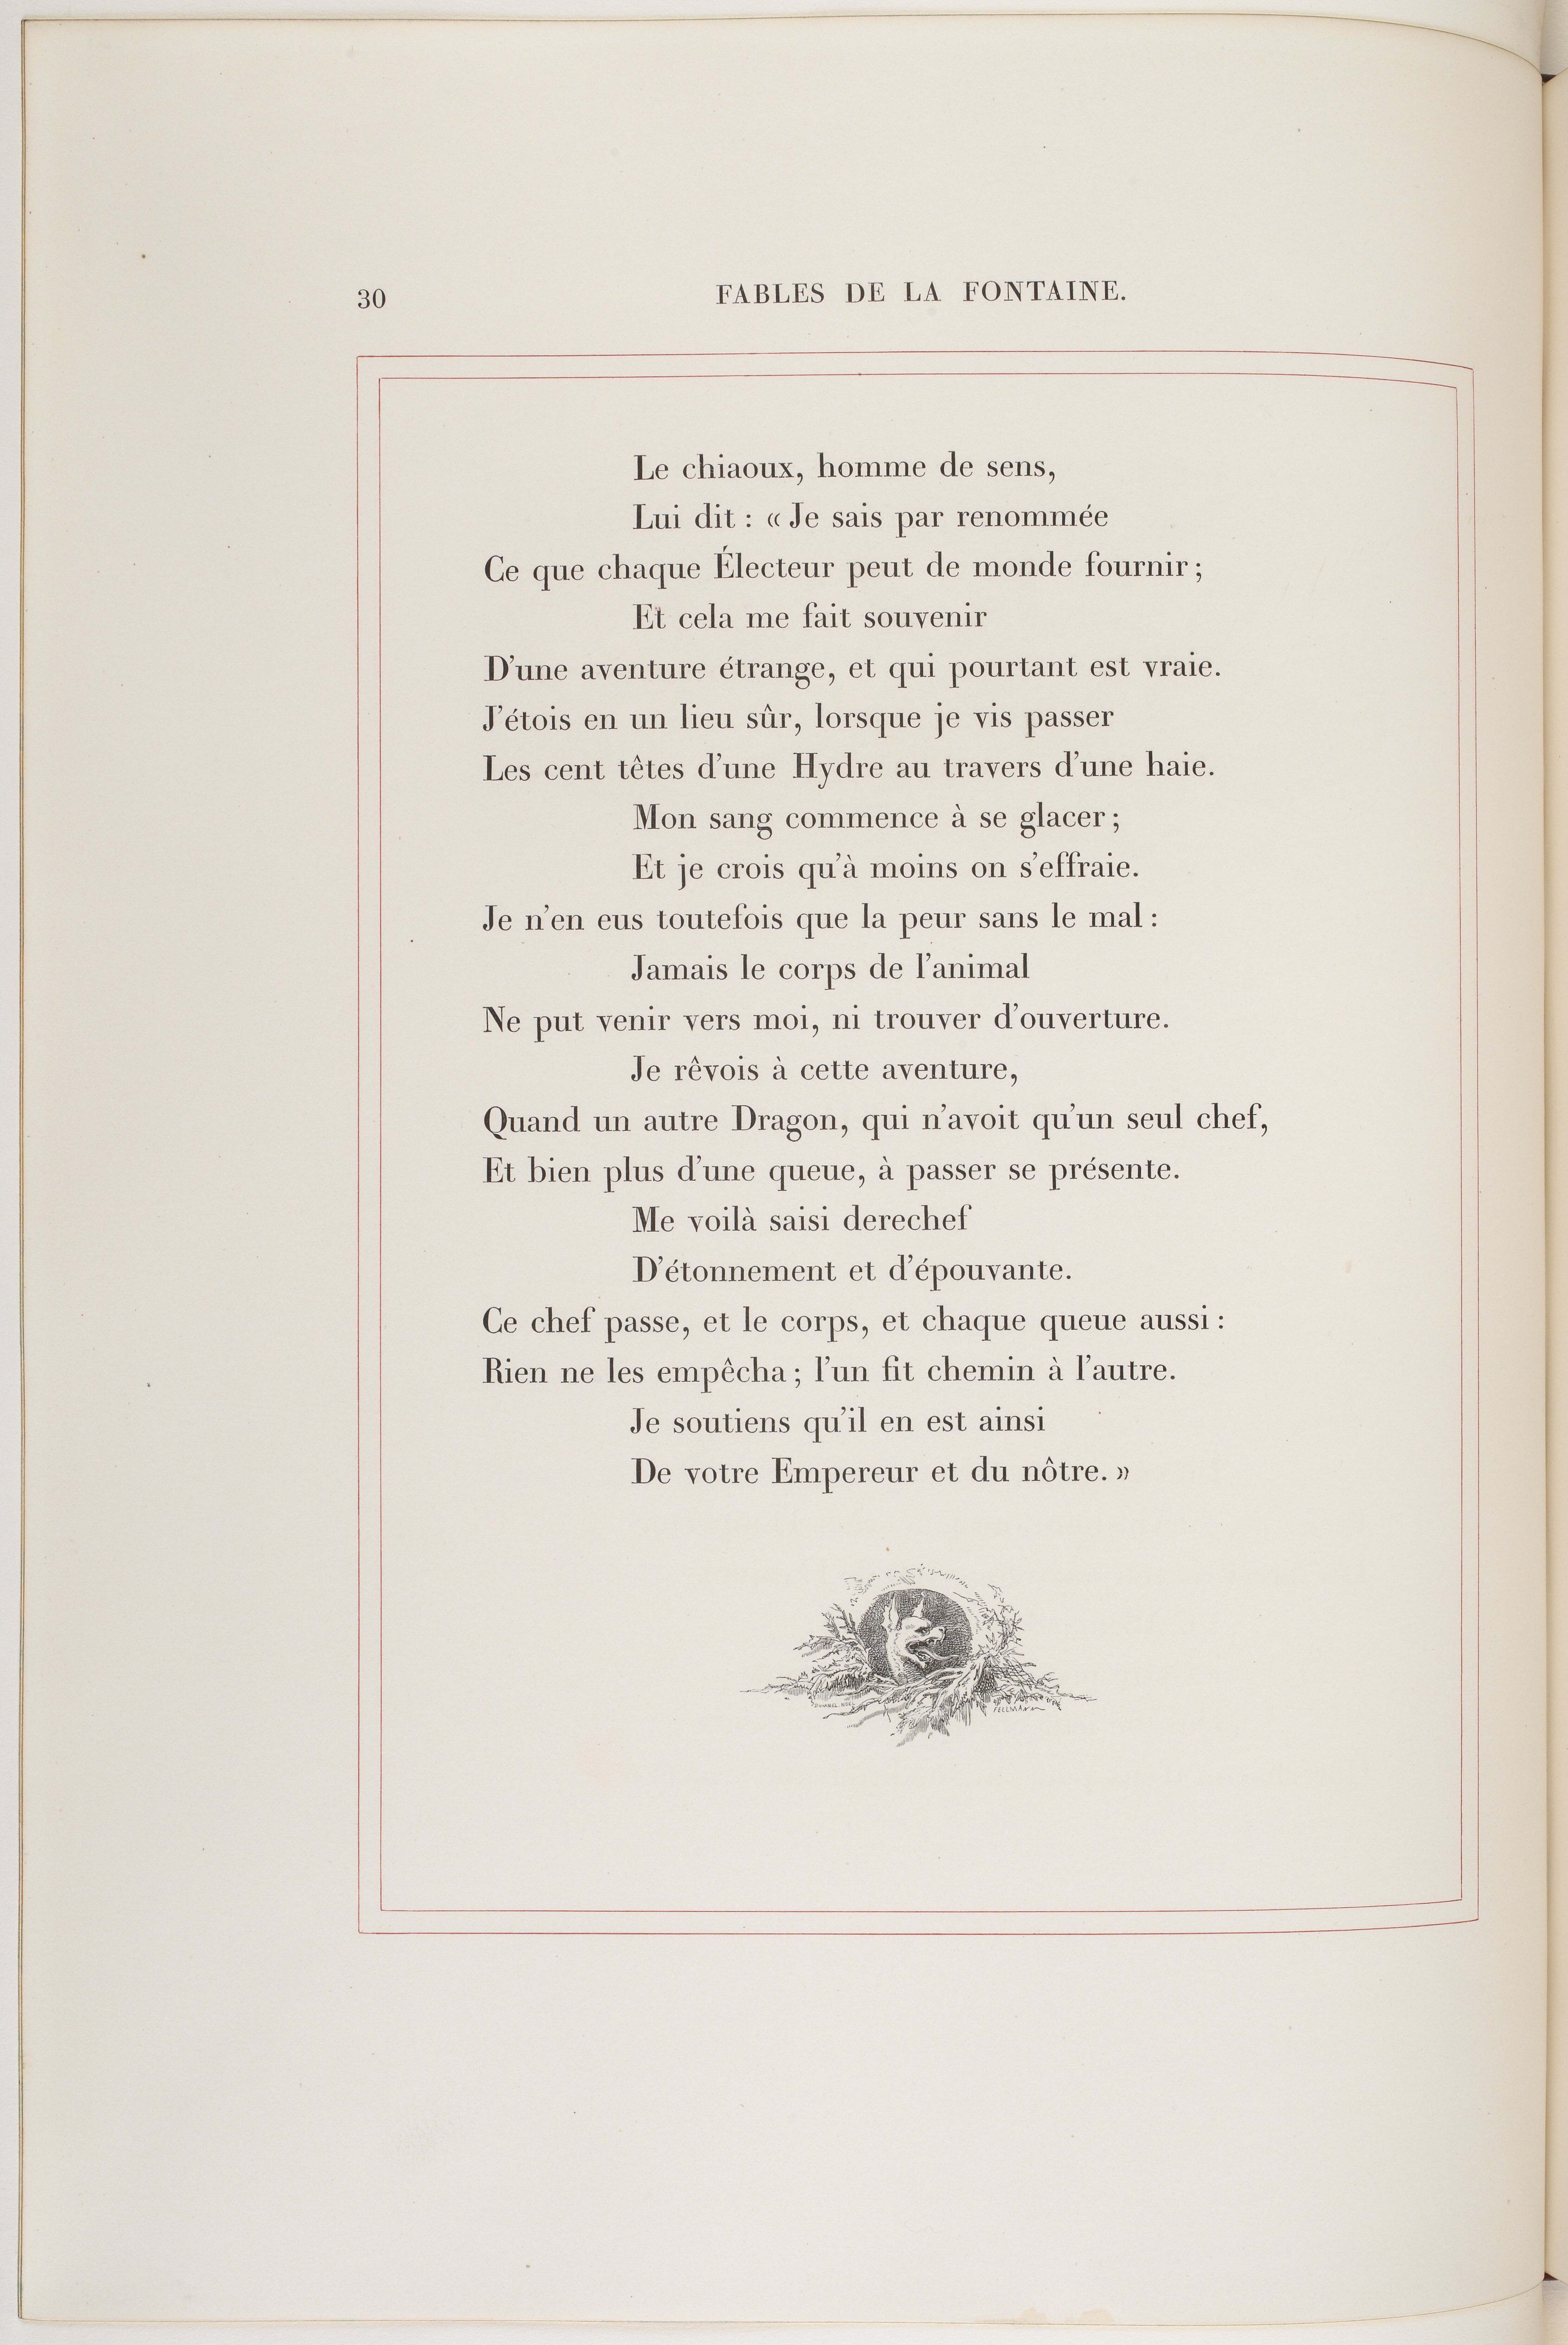 30
FABLES DE LA FONTAINE.
Le chiaoux, homme de sens,
Lui dit : « Je sais par renommée
Ce que chaque Électeur peut de monde fournir ;
Et cela me fait souvenir
D'une aventure étrange, et qui pourtant est vraie.
J'étois en un lieu sûr, lorsque je vis passer
Les cent têtes d'une Hydre au travers d'une haie.
Mon sang commence à se glacer ;
Et je crois qu'à moins on s'effraie.
Je n'en eus toutefois que la peur sans le mal :
Jamais le corps de l'animal
Ne put venir vers moi, ni trouver d'ouverture.
Je rêvois à cette aventure,
Quand un autre Dragon, qui n'avoit qu'un seul chef,
Et bien plus d'une queue, à passer se présente.
Me voilà saisi derechef
D'étonnement et d'épouvante.
Ce chef passe, et le corps, et chaque queue aussi :
Rien ne les empêcha ; l'un fit chemin à l'autre.
Je soutiens qu'il en est ainsi
De votre Empereur et du nôtre. »
FELLMANN